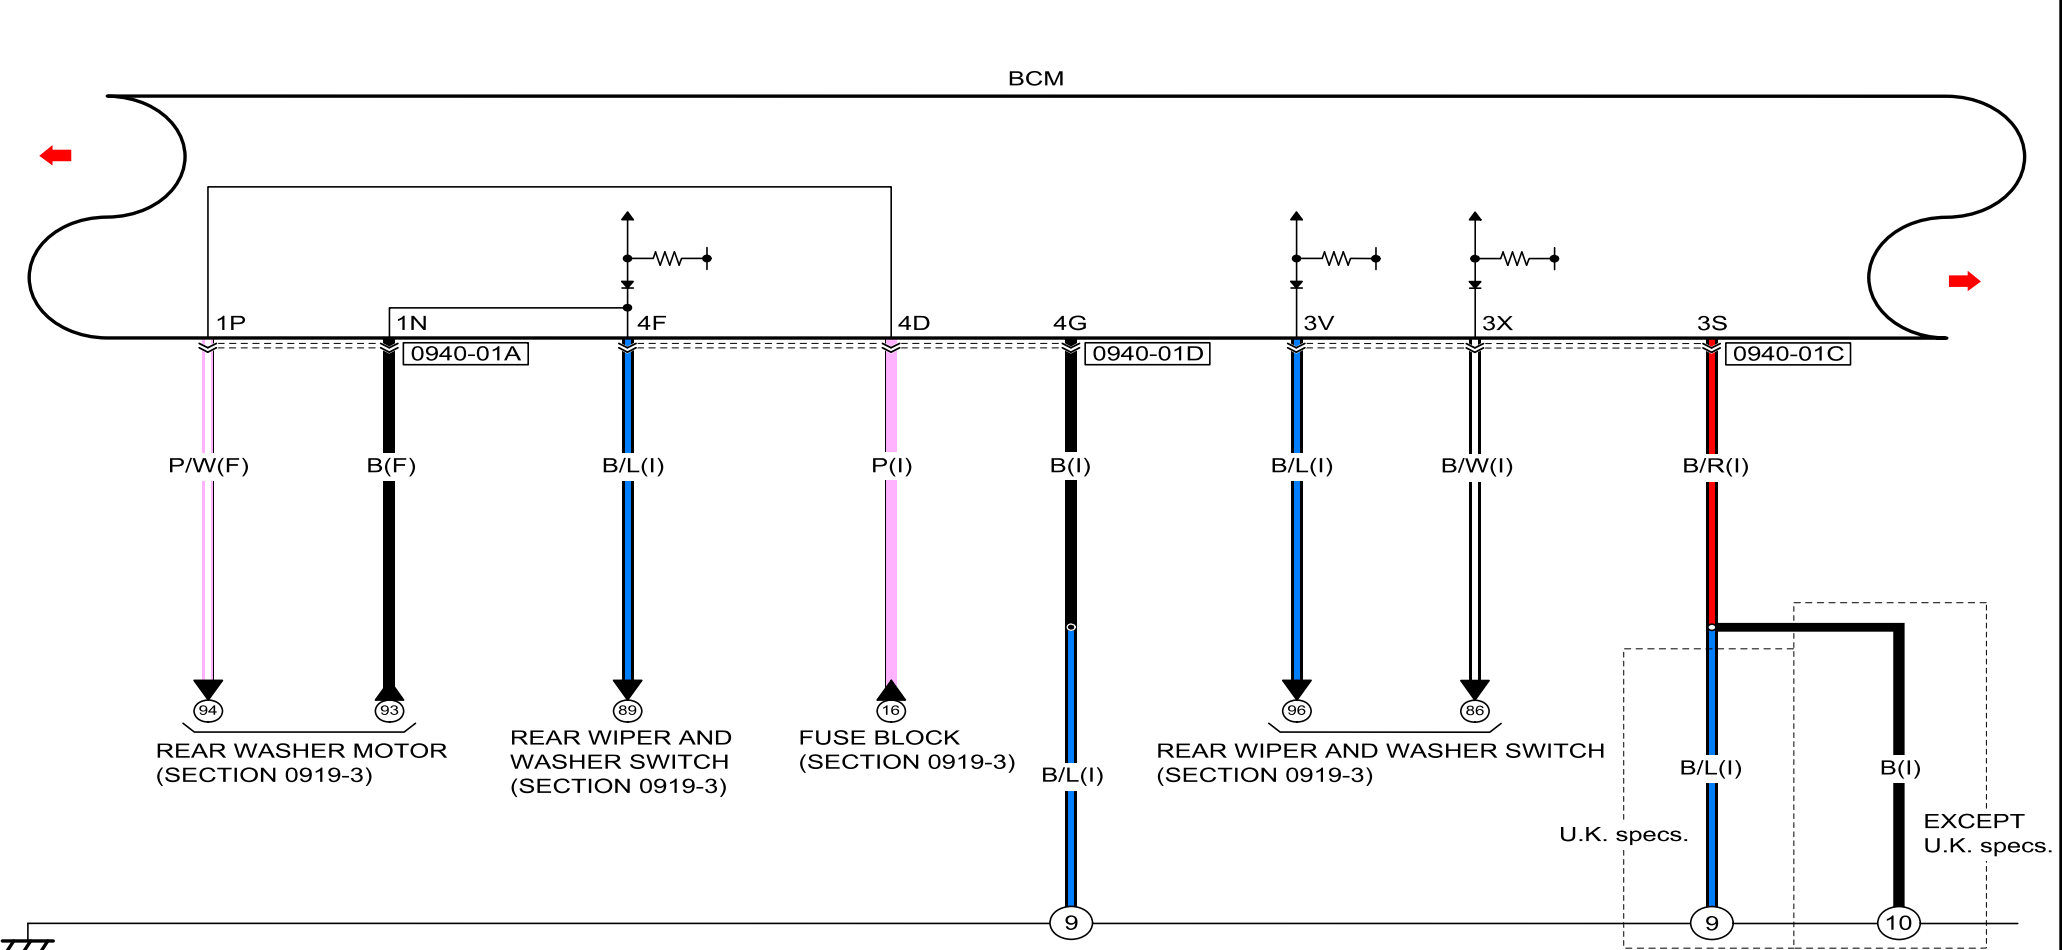 BCM
1P
1N
4F
4D
4G
3V
3X
3S
0940-01A
0940-01D
0940-01C
P/W(F)
B(F)
B/L(I)
P(I)
B(I)
B/L(I)
B/W(I)
B/R(I)
94
93
89
16
96
86
REAR WASHER MOTOR
(SECTION 0919-3)
REAR WIPER AND
WASHER SWITCH
(SECTION 0919-3)
FUSE BLOCK
(SECTION 0919-3)
REAR WIPER AND WASHER SWITCH
(SECTION 0919-3)
B/L(I)
B/L(I)
B(I)
U.K. specs.
EXCEPT
U.K. specs.
9
9
10